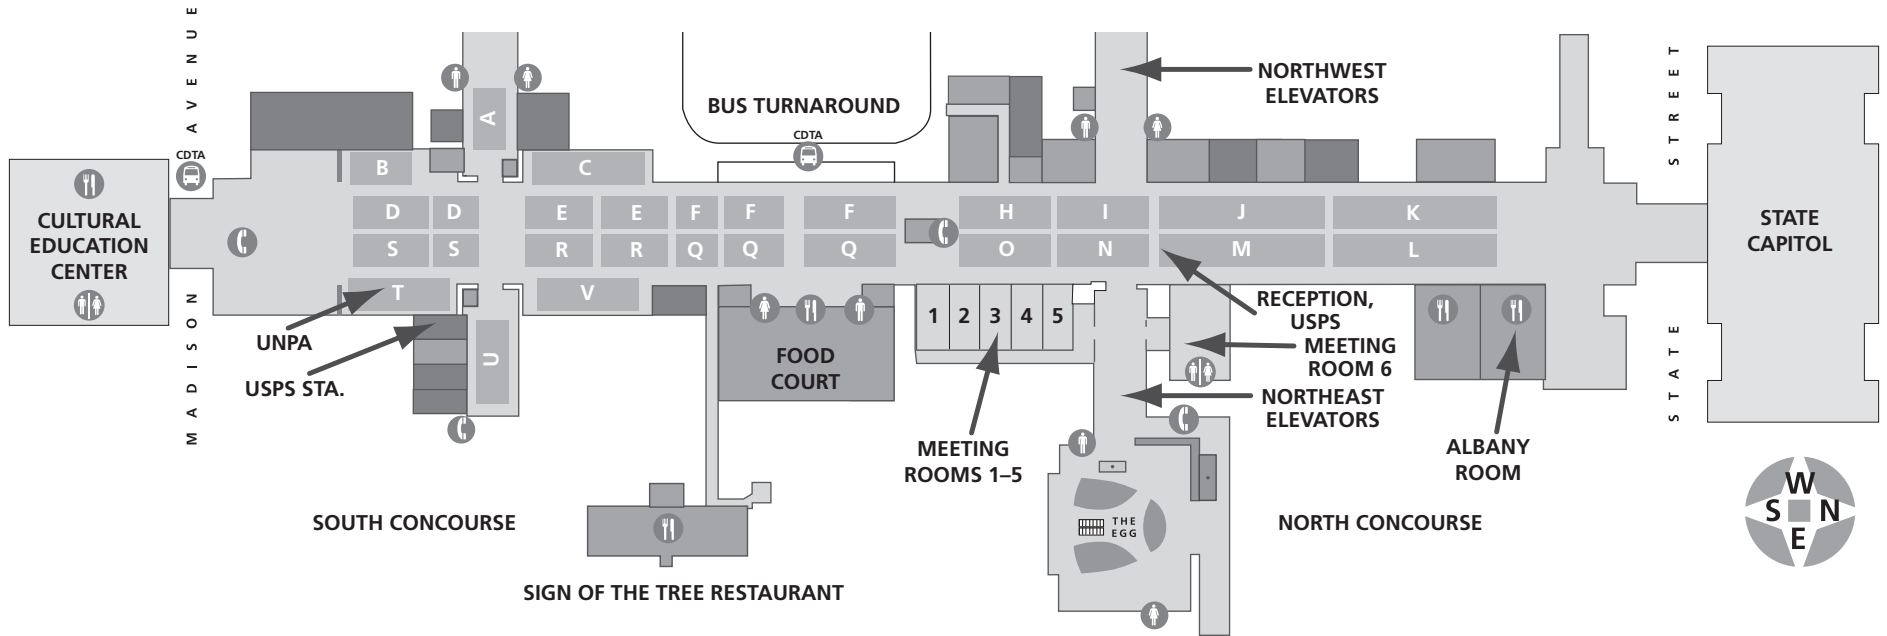 MADISON AVENUE
CDTA
CULTURAL
EDUCATION
CENTER
A
B
C
D
D
E
E
F
F
F
H
I
J
K
S
S
R
R
Q
Q
Q
O
N
M
L
T
V
U
UNPA
USPS STA.
BUS TURNAROUND
CDTA
NORTHWEST
ELEVATORS
FOOD
COURT
1
2
3
4
5
MEETING
ROOMS 1–5
RECEPTION,
USPS
MEETING
ROOM 6
NORTHEAST
ELEVATORS
ALBANY
ROOM
STATE STREET
STATE
CAPITOL
SOUTH CONCOURSE
SIGN OF THE TREE RESTAURANT
THE
EGG
NORTH CONCOURSE
W
S
N
E